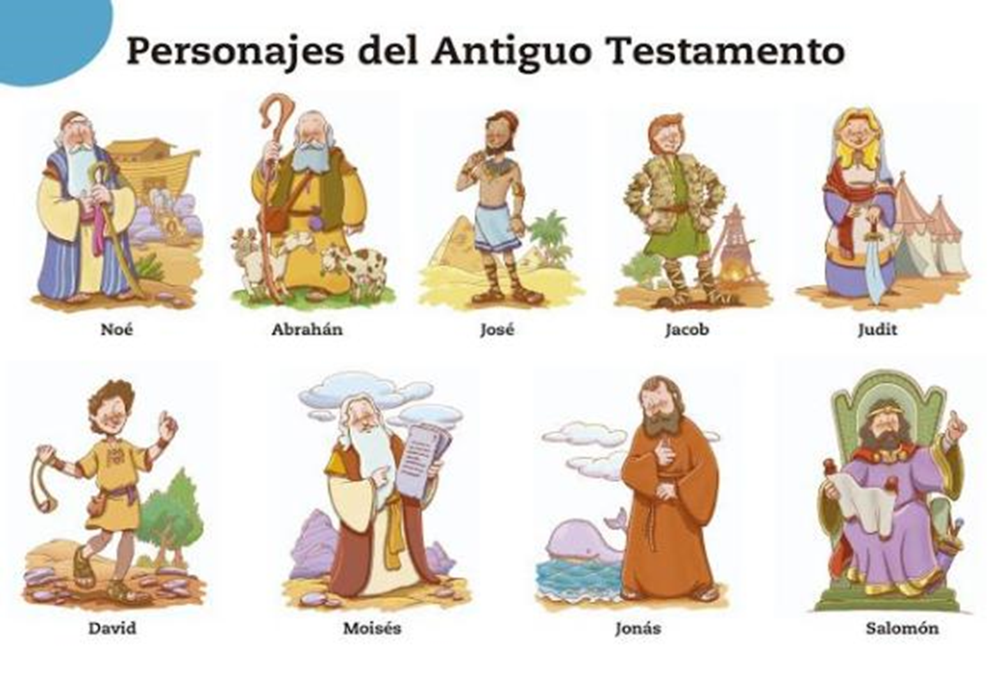 Personajes del Antiguo Testamento
Noé
Abrahán
José
Jacob
Judit
David
Moisés
Jonás
Salomón